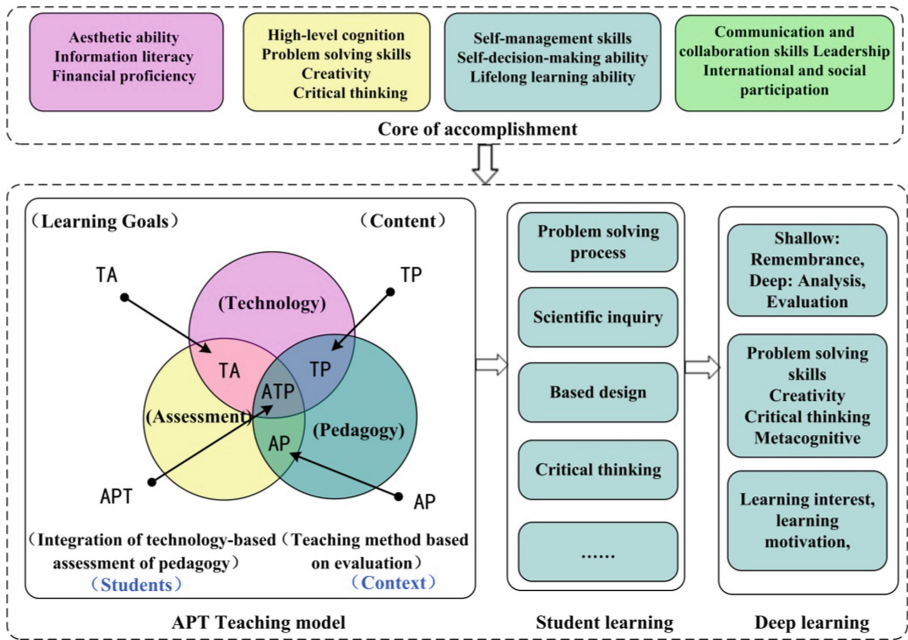 Aesthetic ability
Information literacy
Financial proficiency
High-level cognition
Problem solving skills
Creativity
Critical thinking
Self-management skills
Self-decision-making ability
Lifelong learning ability
Communication and
collaboration skills Leadership
International and social
participation
Core of accomplishment
(Learning Goals)
(Content)
TA
TP
(Technology)
TA
TP
ATP
(Assessment)
(Pedagogy)
AP
APT
AP
(Integration of technology-based
assessment of pedagogy)
(Teaching method based
on evaluation)
(Students)
(Context)
APT Teaching model
Problem solving
process
Scientific inquiry
Based design
Critical thinking
......
Student learning
Shallow:
Remembrance,
Deep: Analysis,
Evaluation
Problem solving
skills
Creativity
Critical thinking
Metacognitive
Learning interest,
learning
motivation,
Deep learning